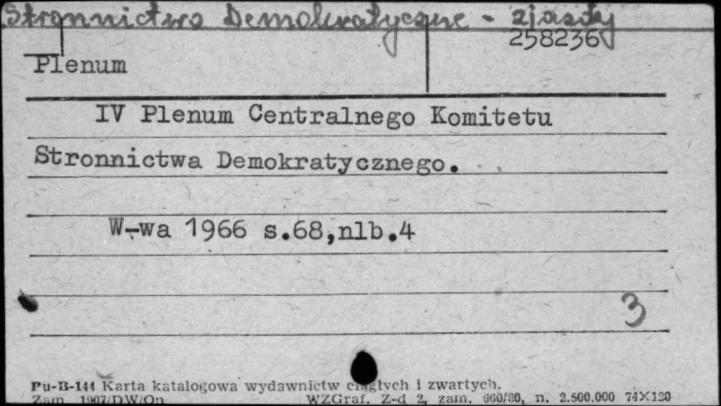 Stronnictwo Demokratyczne - zjazdy
258236
Plenum
IV Plenum Centralnego Komitetu
Stronnictwa Demokratycznego.
W-wa 1966 s.68,nlb.4
3
Pu-B-144 Karta katalogowa wydawnictw ciągłych i zwartych.
Zam. 1907/DW/On WZGraf. Z-d 2, zam. 660/80, n. 2.500.000 74X120